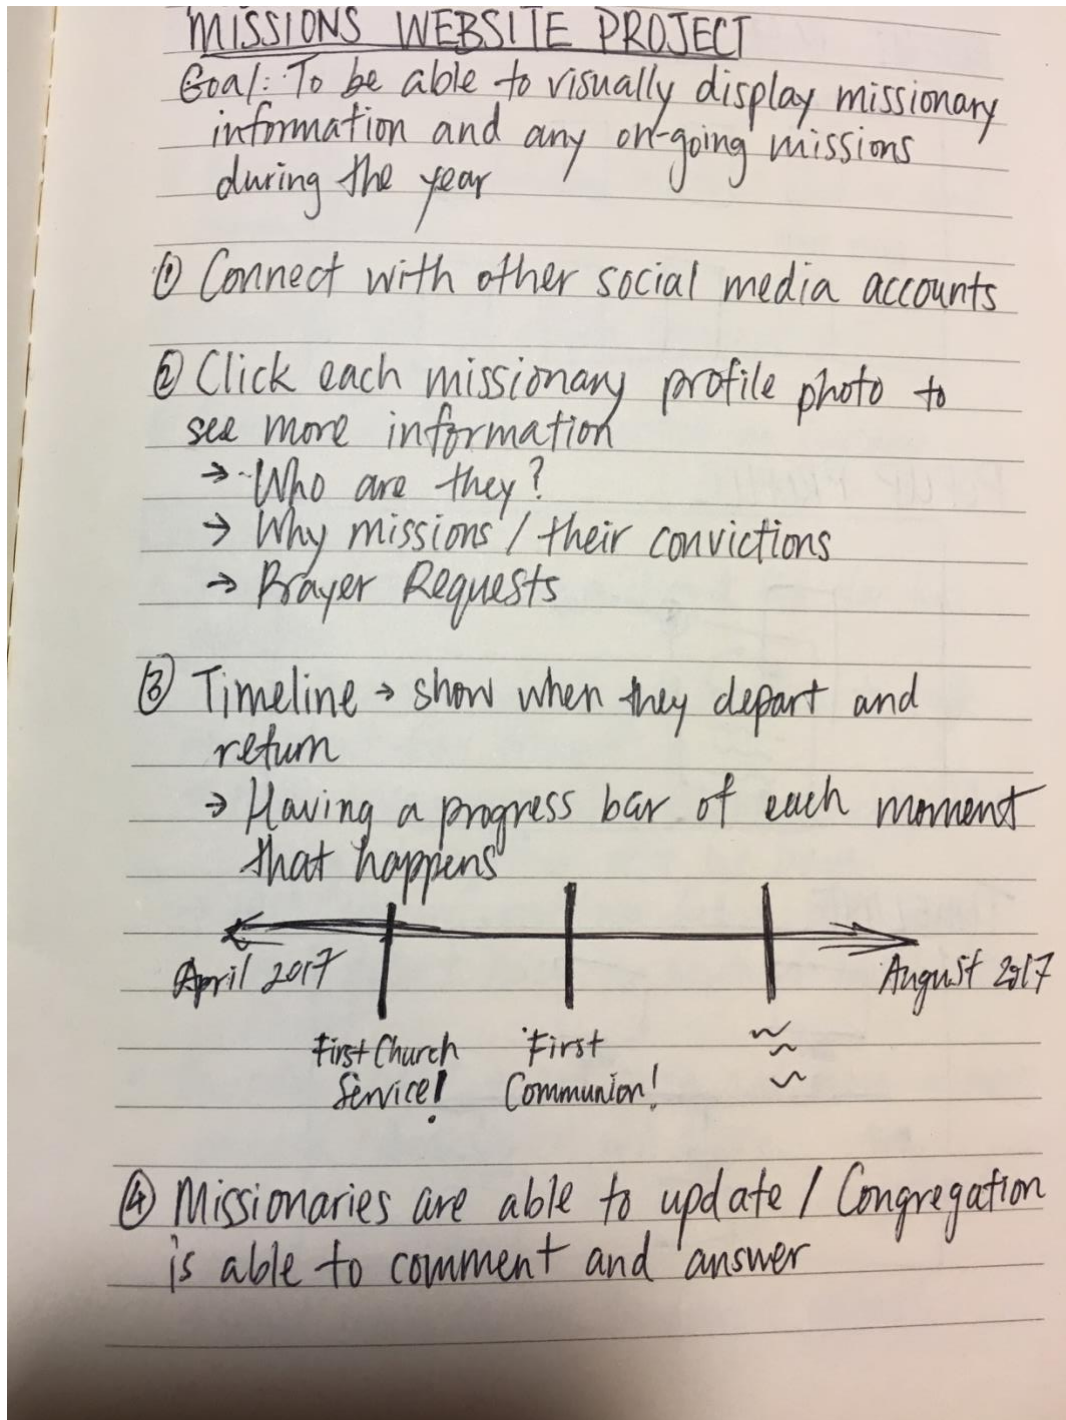 MISSIONS WEBSITE PROJECT
Goal: To be able to visually display missionary
information and any on-going missions
during the year
① Connect with other social media accounts
② Click each missionary profile photo to
see more information
→ Who are they?
→ Why missions / their convictions
→ Prayer Requests
③ Timeline → show when they depart and
return
→ Having a progress bar of each moment
that happens
April 2017
August 2017
First Church
Service!
First
Communion!
④ Missionaries are able to update / Congregation
is able to comment and answer